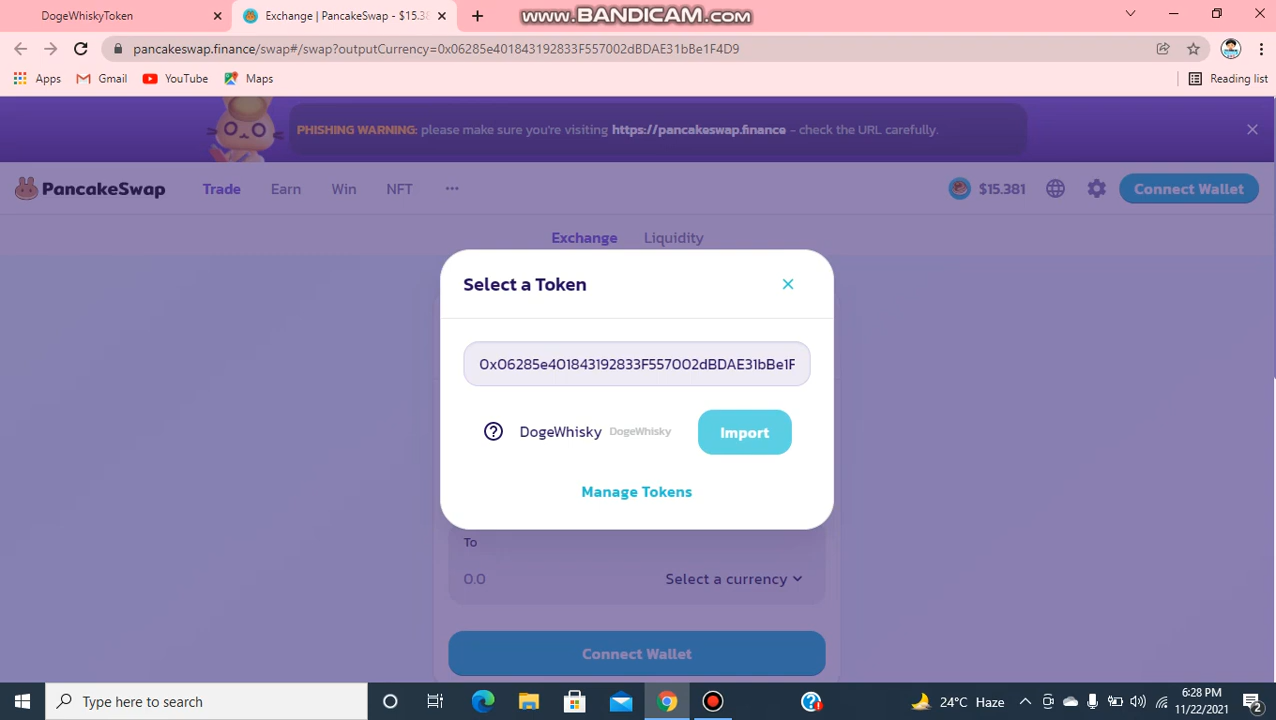 DogeWhiskyToken
Exchange | PancakeSwap - $15.38
www.BANDICAM.com
pancakeswap.finance/swap#/swap?outputCurrency=0x06285e401843192833F557002dBDAE31bBe1F4D9
Apps
Gmail
YouTube
Maps
Reading list
PHISHING WARNING: please make sure you're visiting https://pancakeswap.finance - check the URL carefully.
PancakeSwap
Trade
Earn
Win
NFT
$15.381
Connect Wallet
Exchange
Liquidity
Select a Token
0x06285e401843192833F557002dBDAE31bBe1F
DogeWhisky DogeWhisky
Import
Manage Tokens
To
0.0
Select a currency
Connect Wallet
Type here to search
24°C Haze
6:28 PM
11/22/2021
2